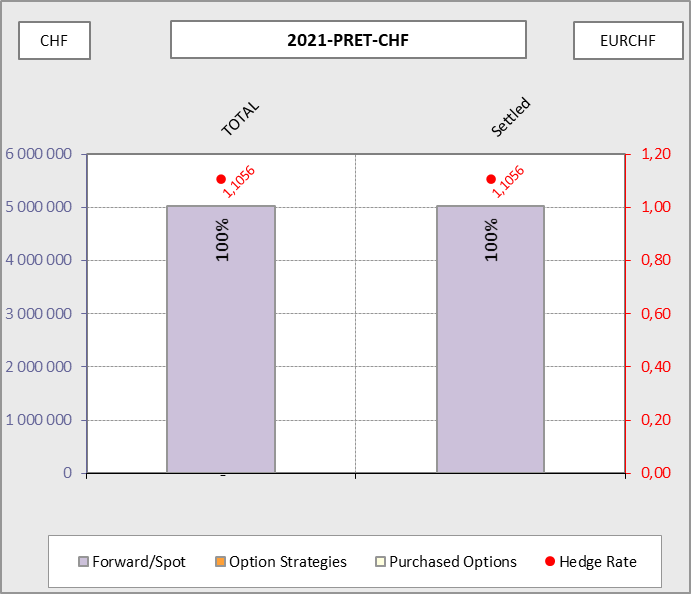 CHF
2021-PRET-CHF
EURCHF
TOTAL
Settled
6 000 000
5 000 000
4 000 000
3 000 000
2 000 000
1 000 000
0
1,1056
1,1056
100%
100%
-
1,20
1,00
0,80
0,60
0,40
0,20
0,00
Forward/Spot
Option Strategies
Purchased Options
Hedge Rate